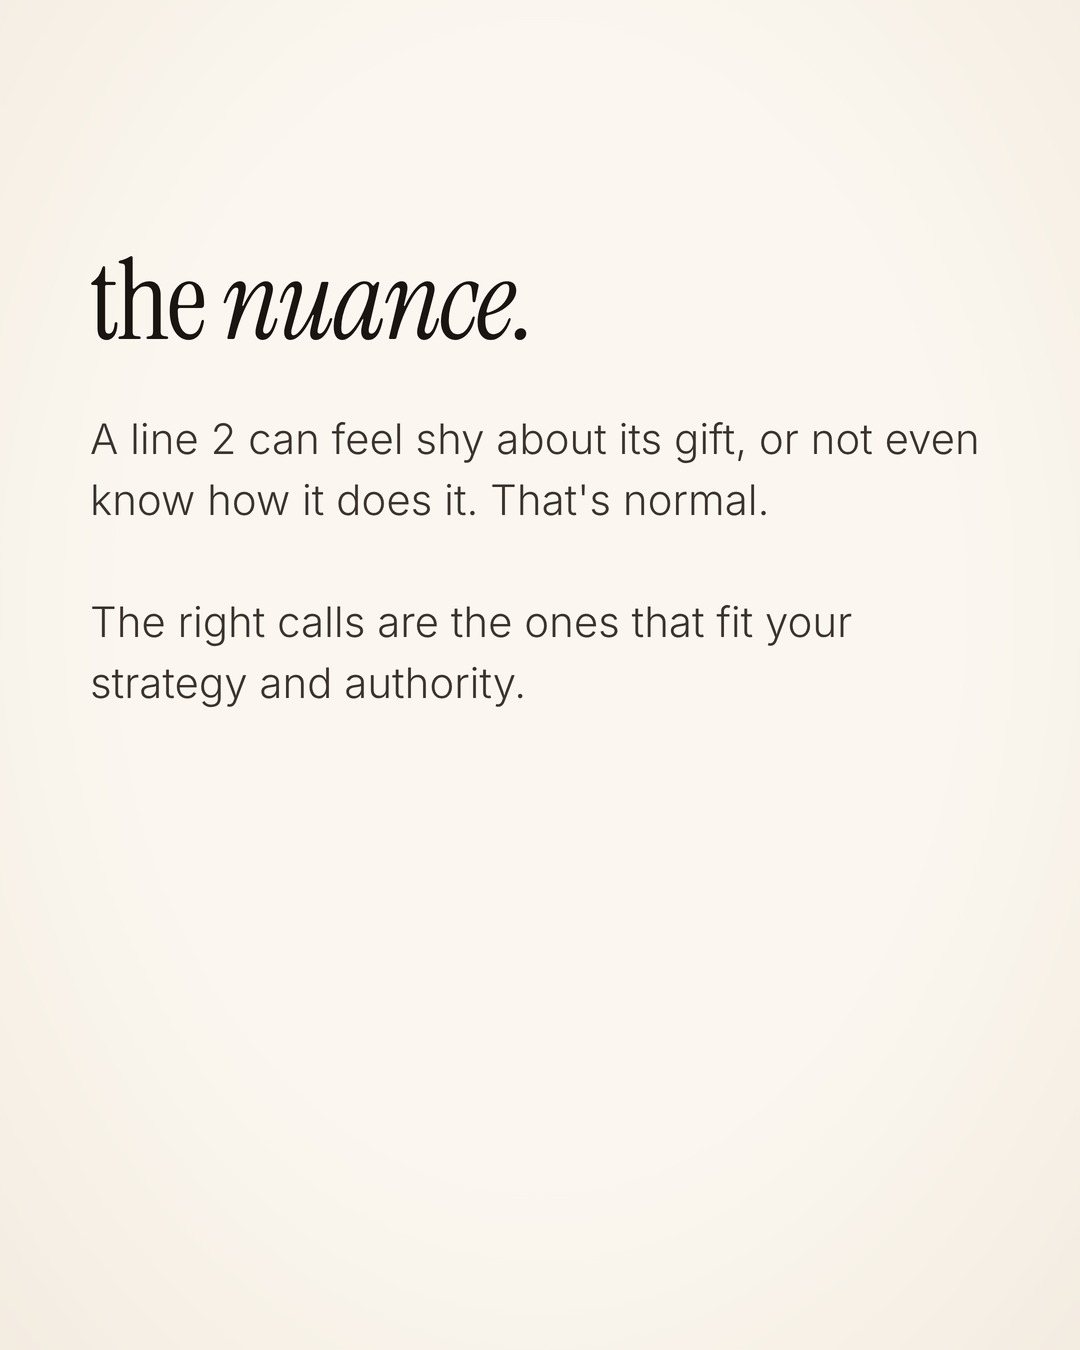 the nuance.
A line 2 can feel shy about its gift, or not even
know how it does it. That's normal.
The right calls are the ones that fit your
strategy and authority.